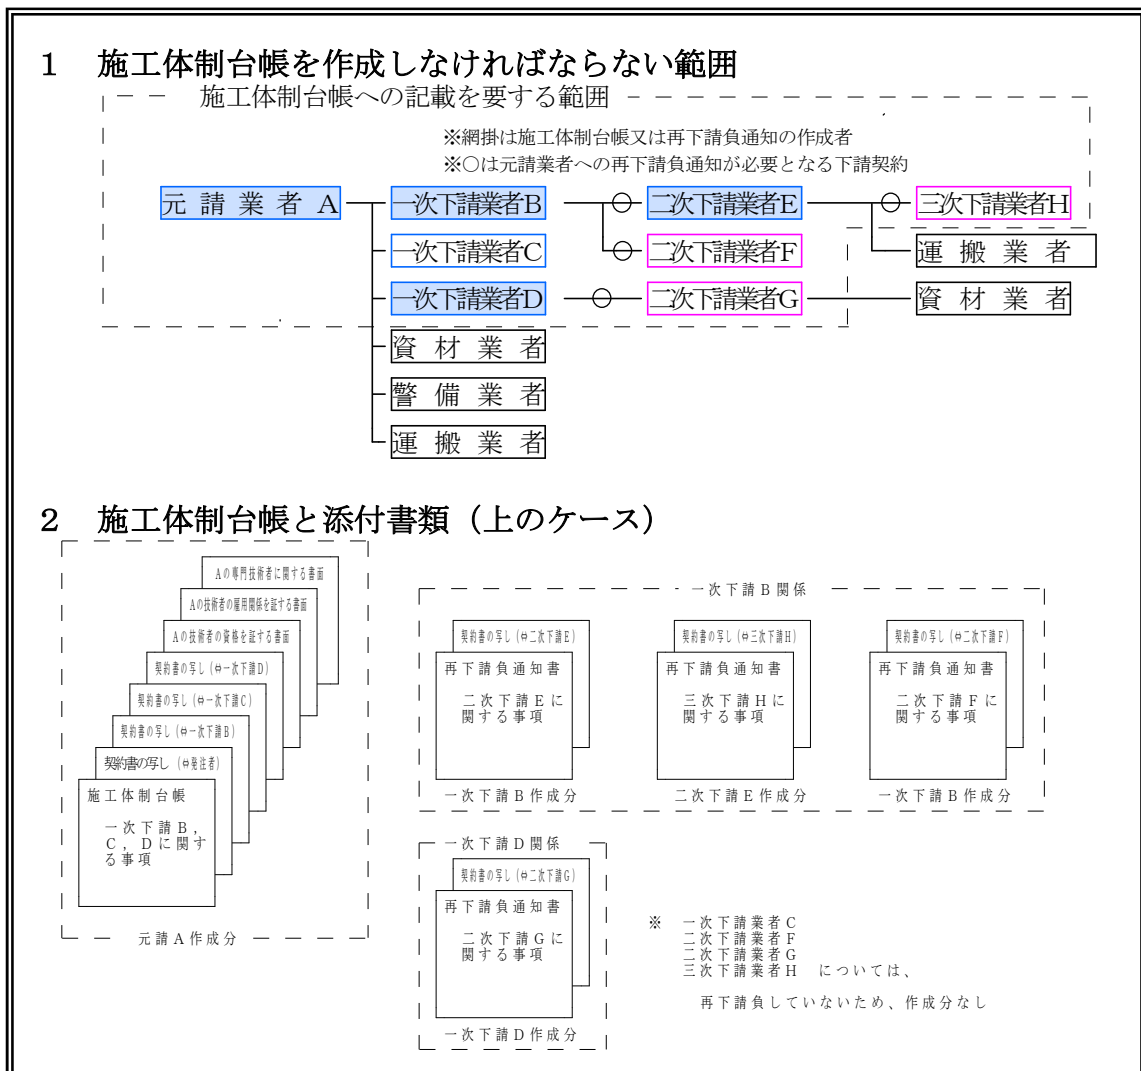 1 施工体制台帳を作成しなければならない範囲
施工体制台帳への記載を要する範囲
※網掛は施工体制台帳又は再下請負通知の作成者
※○は元請業者への再下請負通知が必要となる下請契約
元請業者A
一次下請業者B
二次下請業者E
三次下請業者H
一次下請業者C
二次下請業者F
運搬業者
一次下請業者D
二次下請業者G
資材業者
資材業者
警備業者
運搬業者
2 施工体制台帳と添付書類（上のケース）
Aの専門技術者に関する書面
Aの技術者の雇用関係を証する書面
Aの技術者の資格を証する書面
契約書の写し（⇔一次下請D）
契約書の写し（⇔一次下請C）
契約書の写し（⇔一次下請B）
契約書の写し（⇔発注者）
施工体制台帳
一次下請B，
C，Dに関す
る事項
元請A作成分
一次下請B関係
契約書の写し（⇔二次下請E）
再下請負通知書
二次下請Eに
関する事項
一次下請B作成分
契約書の写し（⇔三次下請H）
再下請負通知書
三次下請Hに
関する事項
二次下請E作成分
契約書の写し（⇔二次下請F）
再下請負通知書
二次下請Fに
関する事項
一次下請B作成分
一次下請D関係
契約書の写し（⇔二次下請G）
再下請負通知書
二次下請Gに
関する事項
一次下請D作成分
※ 一次下請業者C
二次下請業者F
二次下請業者G
三次下請業者H については、
再下請負していないため、作成分なし